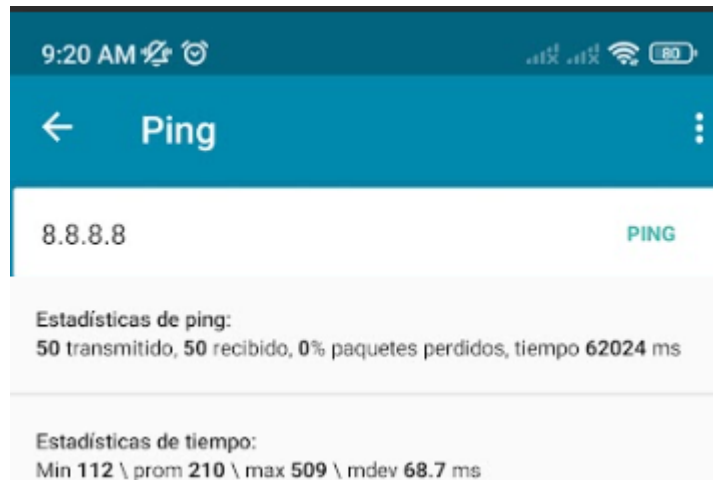 9:20 AM
80
Ping
8.8.8.8 PING
Estadísticas de ping:
50 transmitido, 50 recibido, 0% paquetes perdidos, tiempo 62024 ms
Estadísticas de tiempo:
Min 112 \ prom 210 \ max 509 \ mdev 68.7 ms